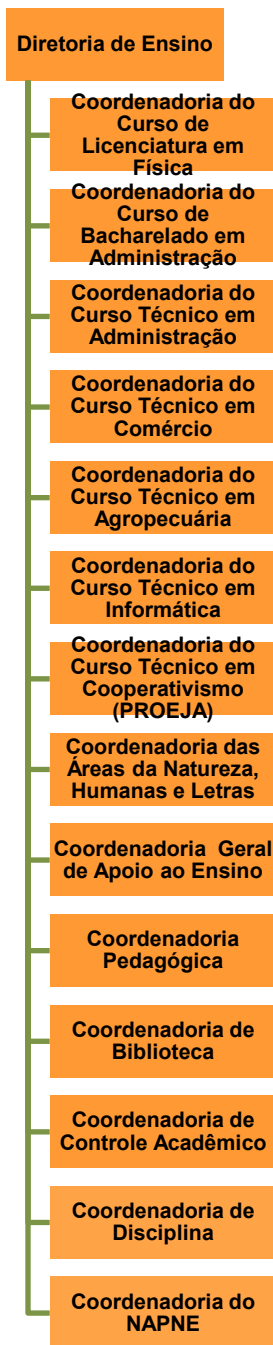 Diretoria de Ensino
Coordenadoria do
Curso de
Licenciatura em
Física
Coordenadoria do
Curso de
Bacharelado em
Administração
Coordenadoria do
Curso Técnico em
Administração
Coordenadoria do
Curso Técnico em
Comércio
Coordenadoria do
Curso Técnico em
Agropecuária
Coordenadoria do
Curso Técnico em
Informática
Coordenadoria do
Curso Técnico em
Cooperativismo
(PROEJA)
Coordenadoria das
Áreas da Natureza,
Humanas e Letras
Coordenadoria Geral
de Apoio ao Ensino
Coordenadoria
Pedagógica
Coordenadoria de
Biblioteca
Coordenadoria de
Controle Acadêmico
Coordenadoria de
Disciplina
Coordenadoria do
NAPNE